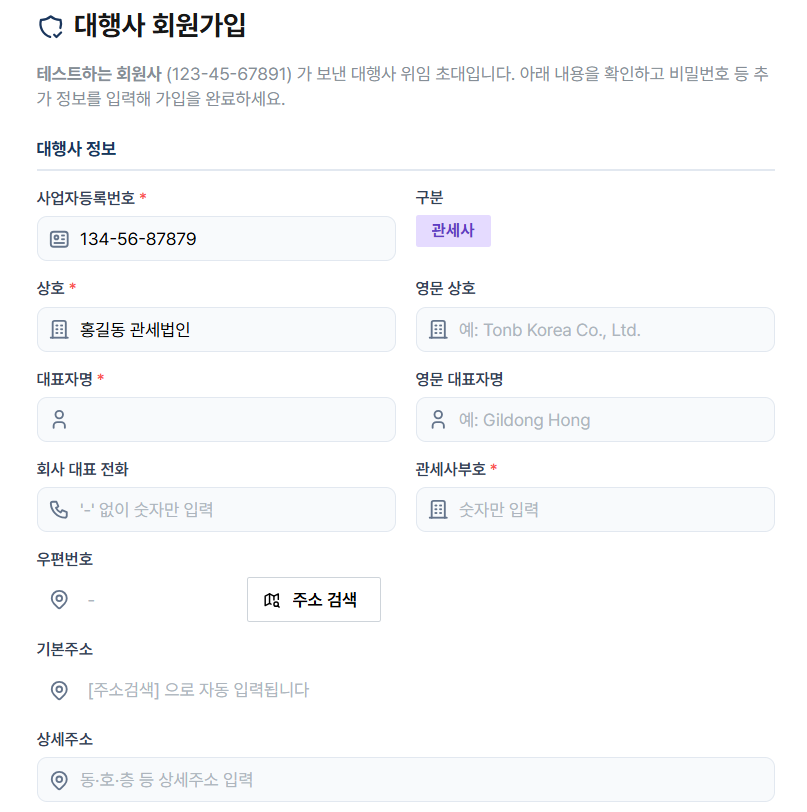 대행사 회원가입
테스트하는 회원사 (123-45-67891) 가 보낸 대행사 위임 초대입니다. 아래 내용을 확인하고 비밀번호 등 추
가 정보를 입력해 가입을 완료하세요.
대행사 정보
사업자등록번호 *
구분
134-56-87879
관세사
상호 *
영문 상호
홍길동 관세법인
예: Tonb Korea Co., Ltd.
대표자명 *
영문 대표자명
예: Gildong Hong
회사 대표 전화
관세사부호 *
'-' 없이 숫자만 입력
숫자만 입력
우편번호
-
주소 검색
기본주소
[주소검색] 으로 자동 입력됩니다
상세주소
동·호·층 등 상세주소 입력